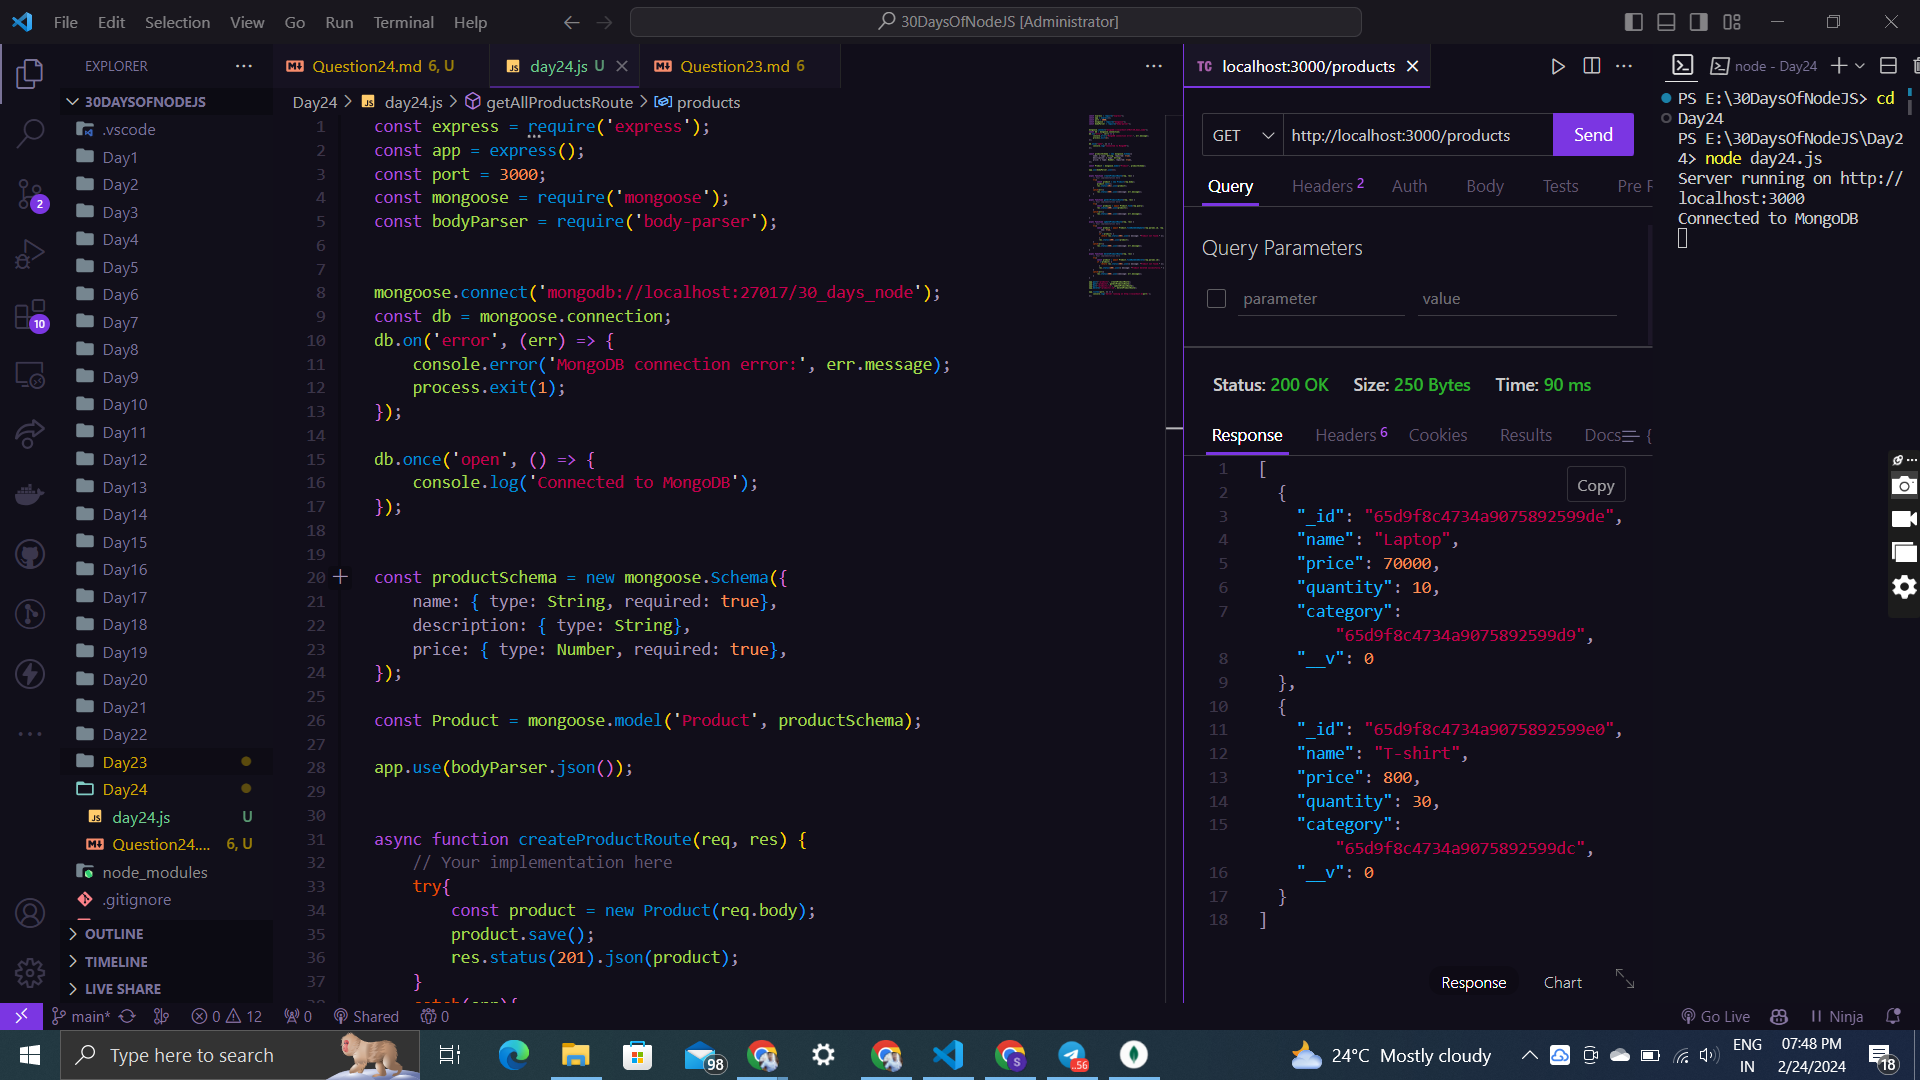 File Edit Selection View Go Run Terminal Help
30DaysOfNodeJS [Administrator]
EXPLORER
30DAYSOFNODEJS
.vscode
Day1
Day2
Day3
Day4
Day5
Day6
Day7
Day8
Day9
Day10
Day11
Day12
Day13
Day14
Day15
Day16
Day17
Day18
Day19
Day20
Day21
Day22
Day23
Day24
day24.js U
Question24.... 6, U
node_modules
.gitignore
OUTLINE
TIMELINE
LIVE SHARE
2
10
Question24.md 6, U
day24.js U
Question23.md 6
Day24 > day24.js > getAllProductsRoute > products
1 const express = require('express');
2 const app = express();
3 const port = 3000;
4 const mongoose = require('mongoose');
5 const bodyParser = require('body-parser');
6
7
8 mongoose.connect('mongodb://localhost:27017/30_days_node');
9 const db = mongoose.connection;
10 db.on('error', (err) => {
11 console.error('MongoDB connection error:', err.message);
12 process.exit(1);
13 });
14
15 db.once('open', () => {
16 console.log('Connected to MongoDB');
17 });
18
19
20 const productSchema = new mongoose.Schema({
21 name: { type: String, required: true},
22 description: { type: String},
23 price: { type: Number, required: true},
24 });
25
26 const Product = mongoose.model('Product', productSchema);
27
28 app.use(bodyParser.json());
29
30
31 async function createProductRoute(req, res) {
32 // Your implementation here
33 try{
34 const product = new Product(req.body);
35 product.save();
36 res.status(201).json(product);
37 }
TC localhost:3000/products
GET http://localhost:3000/products Send
Query Headers 2 Auth Body Tests Pre R
Query Parameters
parameter value
Status: 200 OK Size: 250 Bytes Time: 90 ms
Response Headers 6 Cookies Results Docs {
Copy
1 [
2 {
3 "_id": "65d9f8c4734a9075892599de",
4 "name": "Laptop",
5 "price": 70000,
6 "quantity": 10,
7 "category":
"65d9f8c4734a9075892599d9",
8 "__v": 0
9 },
10 {
11 "_id": "65d9f8c4734a9075892599e0",
12 "name": "T-shirt",
13 "price": 800,
14 "quantity": 30,
15 "category":
"65d9f8c4734a9075892599dc",
16 "__v": 0
17 }
18 ]
Response Chart
node - Day24
PS E:\30DaysOfNodeJS> cd
Day24
PS E:\30DaysOfNodeJS\Day2
4> node day24.js
Server running on http://
localhost:3000
Connected to MongoDB
main* 0 12 0 Shared 0
Go Live Ninja
Type here to search
98
56
24°C Mostly cloudy
ENG
IN
07:48 PM
2/24/2024
18